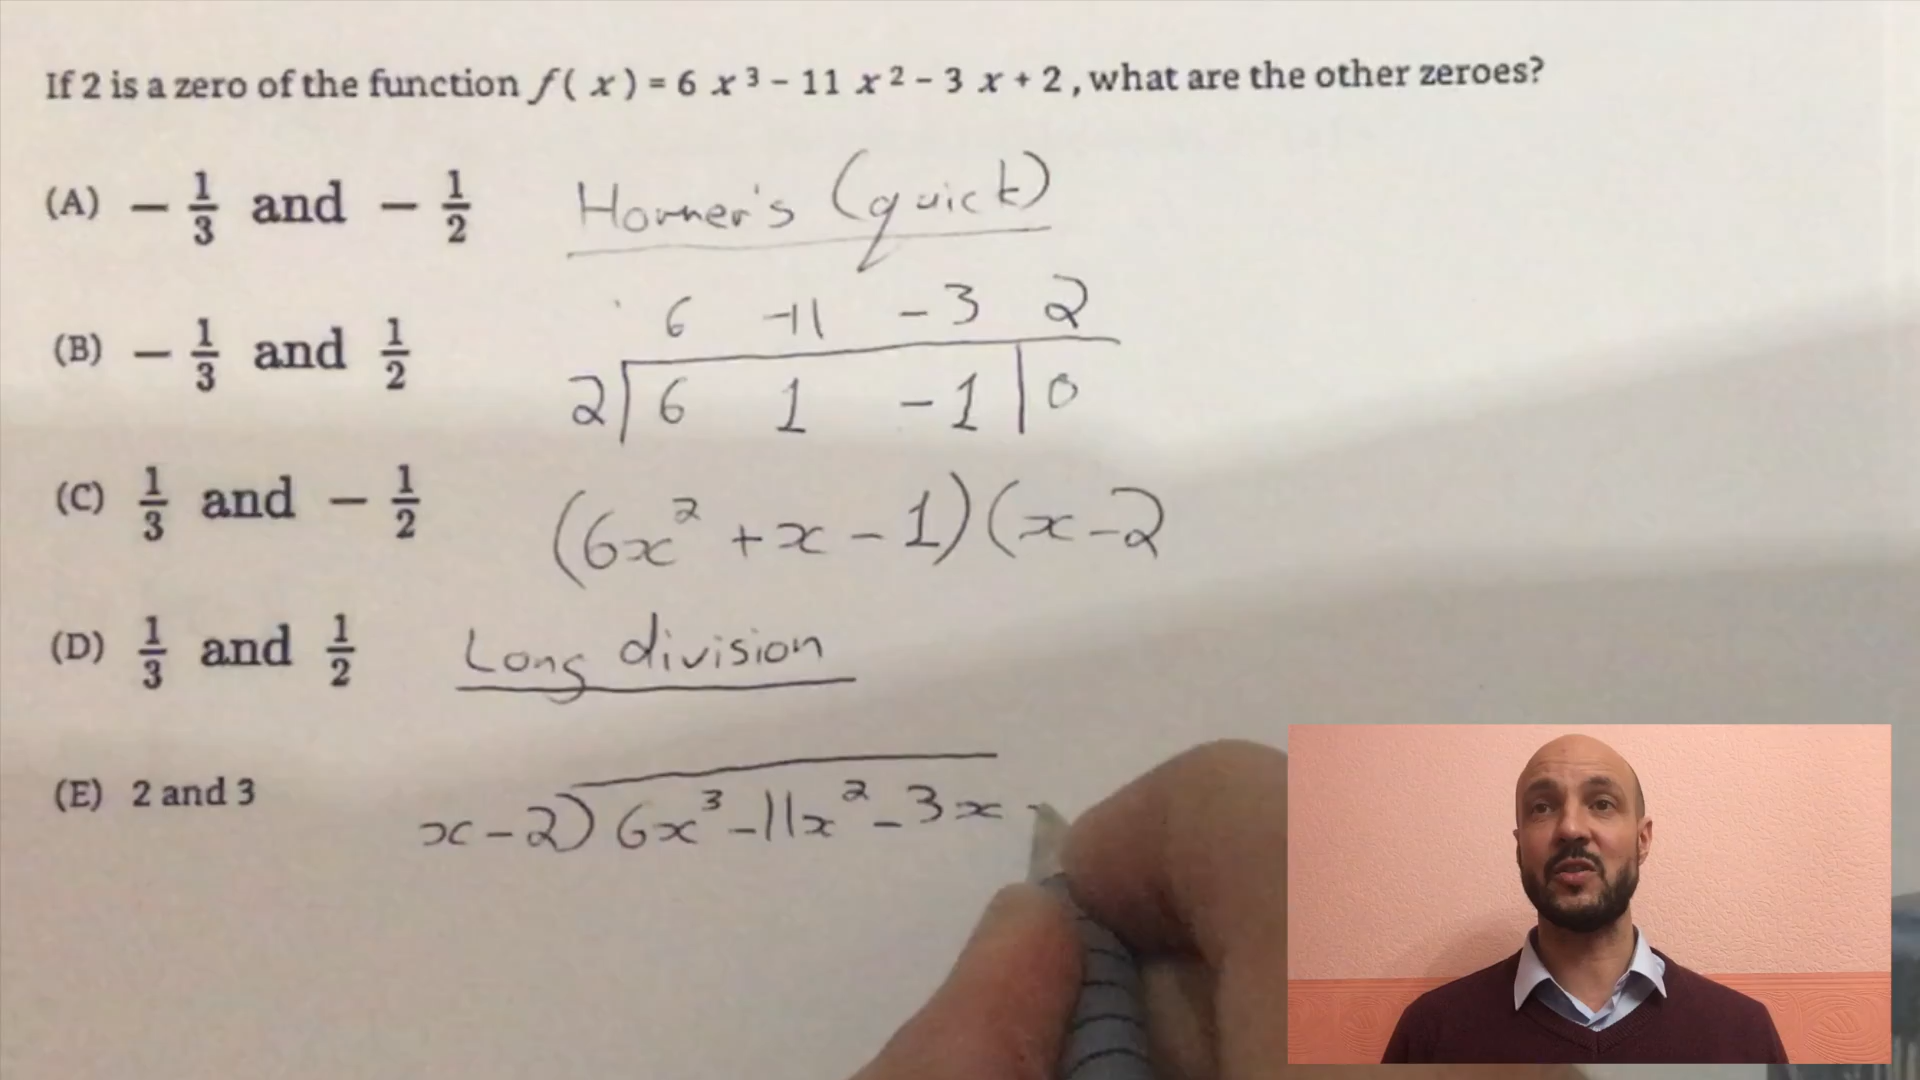 If 2 is a zero of the function f ( x ) = 6 x³ - 11 x² - 3 x + 2 , what are the other zeroes?
(A) − 1/3 and − 1/2
(B) − 1/3 and 1/2
(C) 1/3 and − 1/2
(D) 1/3 and 1/2
(E) 2 and 3
Horner's (quick)
6 -11 -3 2
2 | 6 1 -1 | 0
(6x² + x - 1)(x - 2
Long division
x - 2 ) 6x³ - 11x² - 3x